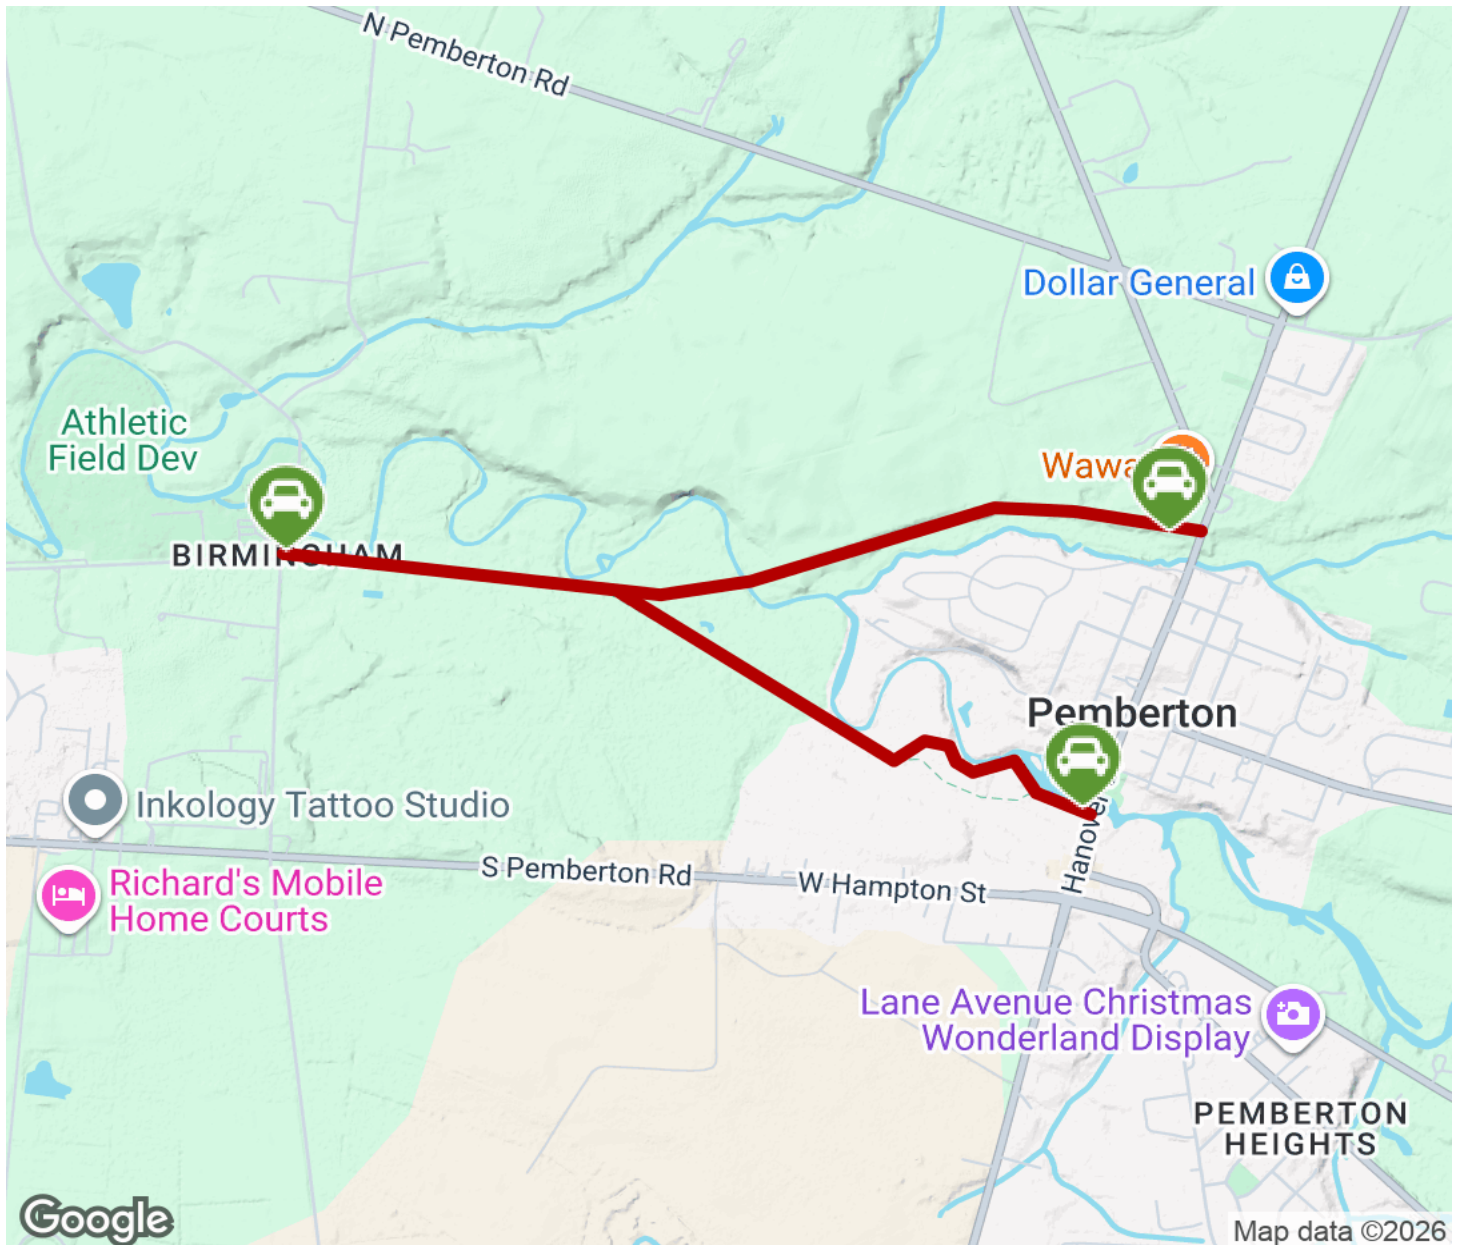 N Pemberton Rd
Dollar General
Athletic
Field Dev
Wawa
BIRMINGHAM
Pemberton
Inkology Tattoo Studio
Hanover
S Pemberton Rd
W Hampton St
Richard's Mobile
Home Courts
Lane Avenue Christmas
Wonderland Display
PEMBERTON
HEIGHTS
Google
Map data ©2026